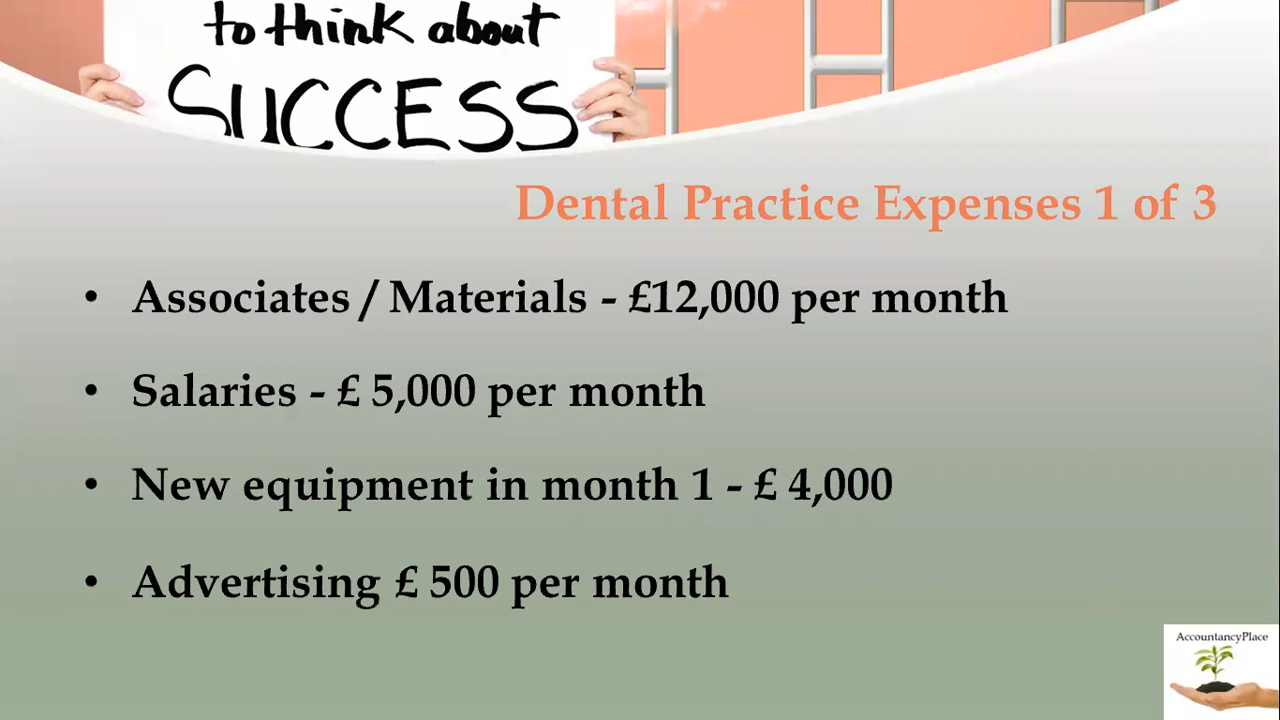 to think about
SUCCESS
Dental Practice Expenses 1 of 3
• Associates / Materials - £12,000 per month
• Salaries - £ 5,000 per month
• New equipment in month 1 - £ 4,000
• Advertising £ 500 per month
AccountancyPlace